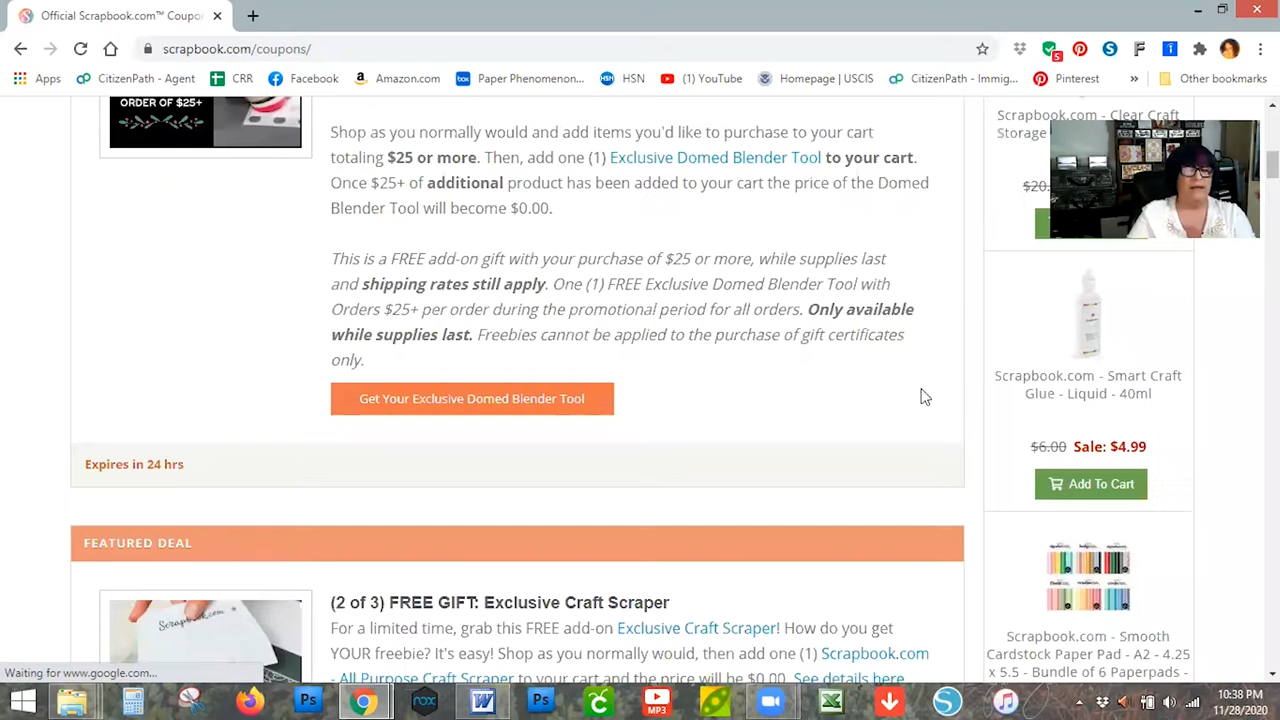 Official Scrapbook.com™ Coupo
scrapbook.com/coupons/
5
Apps
CitizenPath - Agent
CRR
Facebook
Amazon.com
box
Paper Phenomenon...
HSN
HSN
(1) YouTube
Homepage | USCIS
CitizenPath - Immig...
Pinterest
»
Other bookmarks
ORDER OF $25+
Shop as you normally would and add items you'd like to purchase to your cart
totaling $25 or more. Then, add one (1) Exclusive Domed Blender Tool to your cart.
Once $25+ of additional product has been added to your cart the price of the Domed
Blender Tool will become $0.00.
This is a FREE add-on gift with your purchase of $25 or more, while supplies last
and shipping rates still apply. One (1) FREE Exclusive Domed Blender Tool with
Orders $25+ per order during the promotional period for all orders. Only available
while supplies last. Freebies cannot be applied to the purchase of gift certificates
only.
Get Your Exclusive Domed Blender Tool
Expires in 24 hrs
FEATURED DEAL
Scrapbook.com
(2 of 3) FREE GIFT: Exclusive Craft Scraper
For a limited time, grab this FREE add-on Exclusive Craft Scraper! How do you get
YOUR freebie? It's easy! Shop as you normally would, then add one (1) Scrapbook.com
- All Purpose Craft Scraper to your cart and the price will be $0.00. See details here
Scrapbook.com - Clear Craft
Storage
$20.
Scrapbook.com - Smart Craft
Glue - Liquid - 40ml
$6.00 Sale: $4.99
Add To Cart
Scrapbook.com - Smooth
Cardstock Paper Pad - A2 - 4.25
x 5.5 - Bundle of 6 Paperpads -
Waiting for www.google.com...
Ps
nox
W
Ps
MP3
10:38 PM
11/28/2020